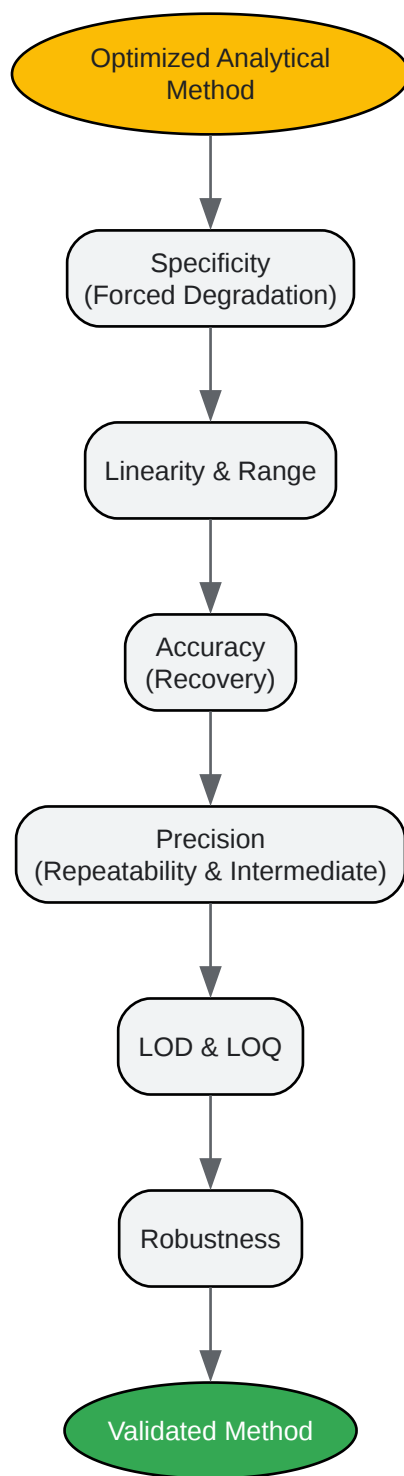 Optimized Analytical
Method
Specificity
(Forced Degradation)
Linearity & Range
Accuracy
(Recovery)
Precision
(Repeatability & Intermediate)
LOD & LOQ
Robustness
Validated Method